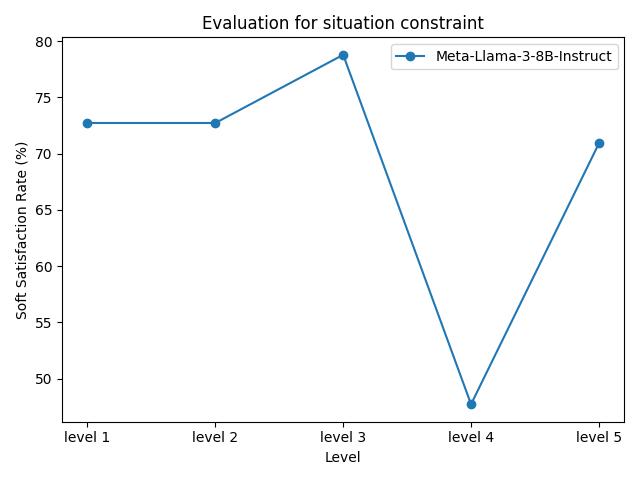 Evaluation for situation constraint
Meta-Llama-3-8B-Instruct
Soft Satisfaction Rate (%)
80
75
70
65
60
55
50
level 1 level 2 level 3 level 4 level 5
Level